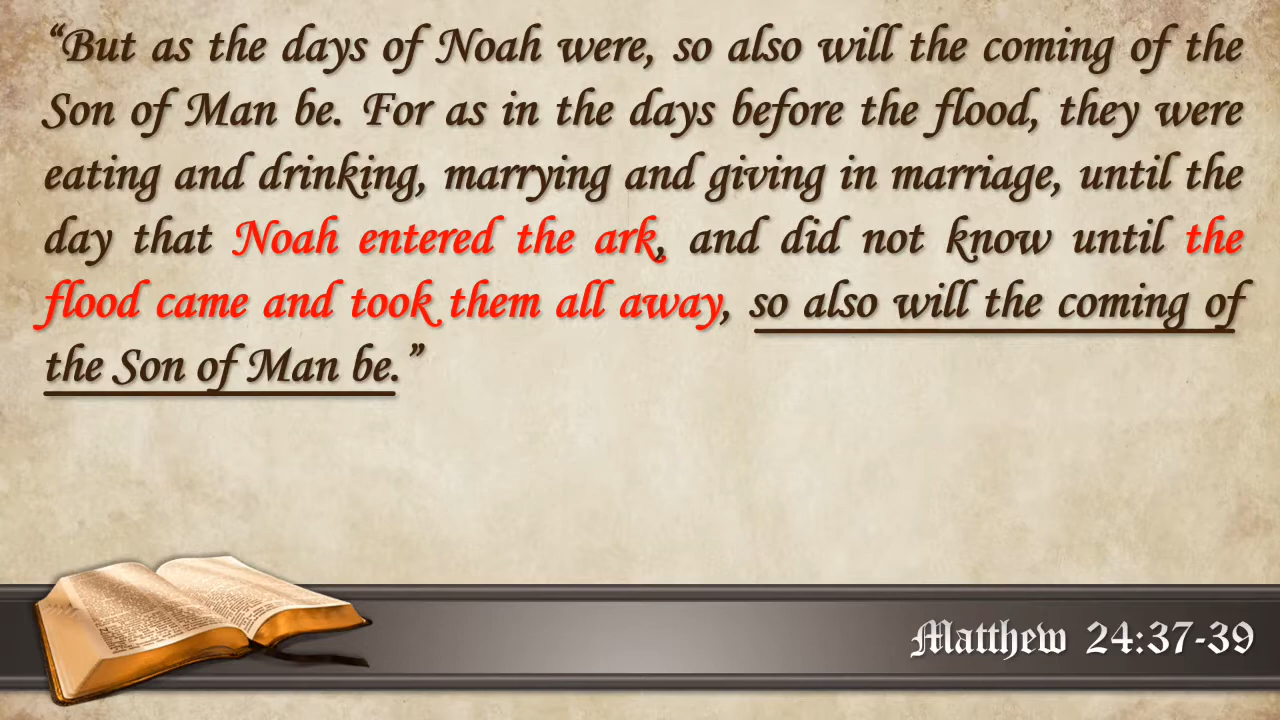 “But as the days of Noah were, so also will the coming of the
Son of Man be. For as in the days before the flood, they were
eating and drinking, marrying and giving in marriage, until the
day that Noah entered the ark, and did not know until the
flood came and took them all away, so also will the coming of
the Son of Man be.”
Matthew 24:37-39